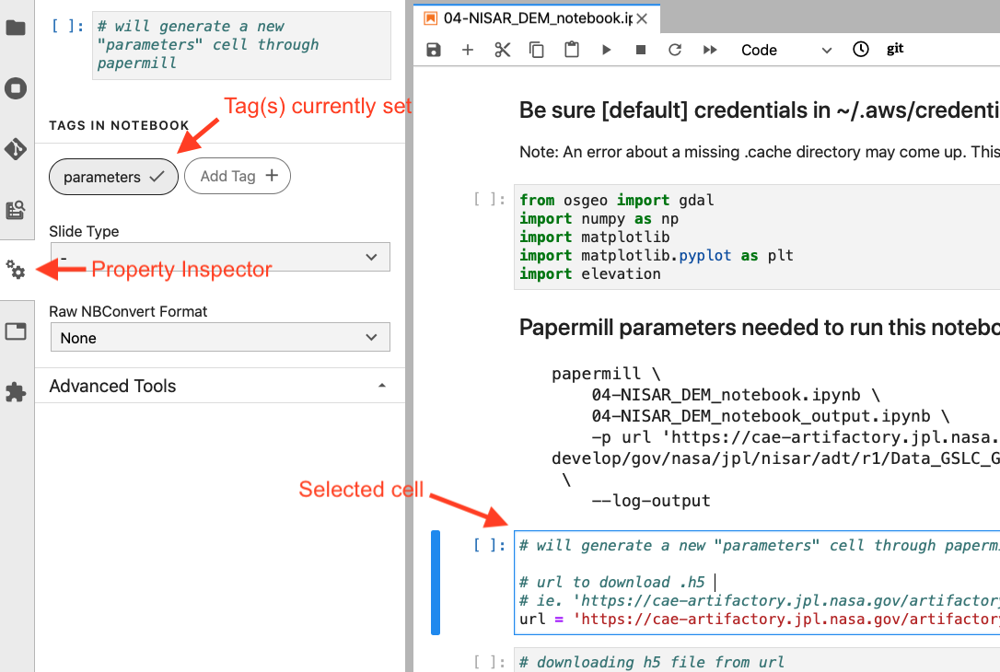 [ ]: # will generate a new
"parameters" cell through
papermill
Tag(s) currently set
TAGS IN NOTEBOOK
parameters
Add Tag +
Slide Type
-
Property Inspector
Raw NBConvert Format
None
Advanced Tools
Selected cell
04-NISAR_DEM_notebook.ip
Code
git
Be sure [default] credentials in ~/.aws/credenti
Note: An error about a missing .cache directory may come up. This
[ ]: from osgeo import gdal
import numpy as np
import matplotlib
import matplotlib.pyplot as plt
import elevation
Papermill parameters needed to run this notebo
papermill \
04-NISAR_DEM_notebook.ipynb \
04-NISAR_DEM_notebook_output.ipynb \
-p url 'https://cae-artifactory.jpl.nasa.
develop/gov/nasa/jpl/nisar/adt/r1/Data_GSLC_G
\
--log-output
[ ]: # will generate a new "parameters" cell through paperm
# url to download .h5
# ie. 'https://cae-artifactory.jpl.nasa.gov/artifactory
url = 'https://cae-artifactory.jpl.nasa.gov/artifactory
[ ]: # downloading h5 file from url